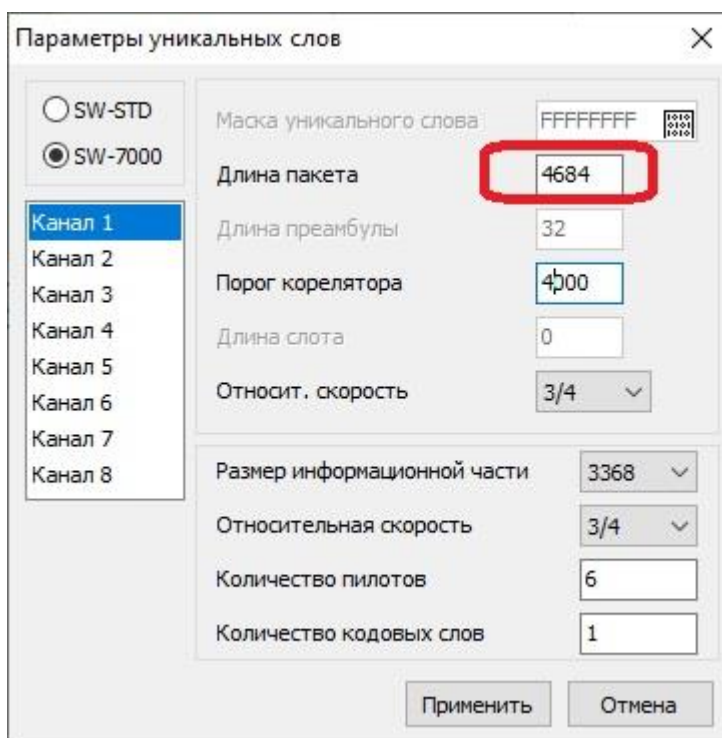 Параметры уникальных слов
SW-STD
SW-7000
Канал 1
Канал 2
Канал 3
Канал 4
Канал 5
Канал 6
Канал 7
Канал 8
Маска уникального слова FFFFFFFF
Длина пакета 4684
Длина преамбулы 32
Порог корелятора 4000
Длина слота 0
Относит. скорость 3/4
Размер информационной части 3368
Относительная скорость 3/4
Количество пилотов 6
Количество кодовых слов 1
Применить Отмена